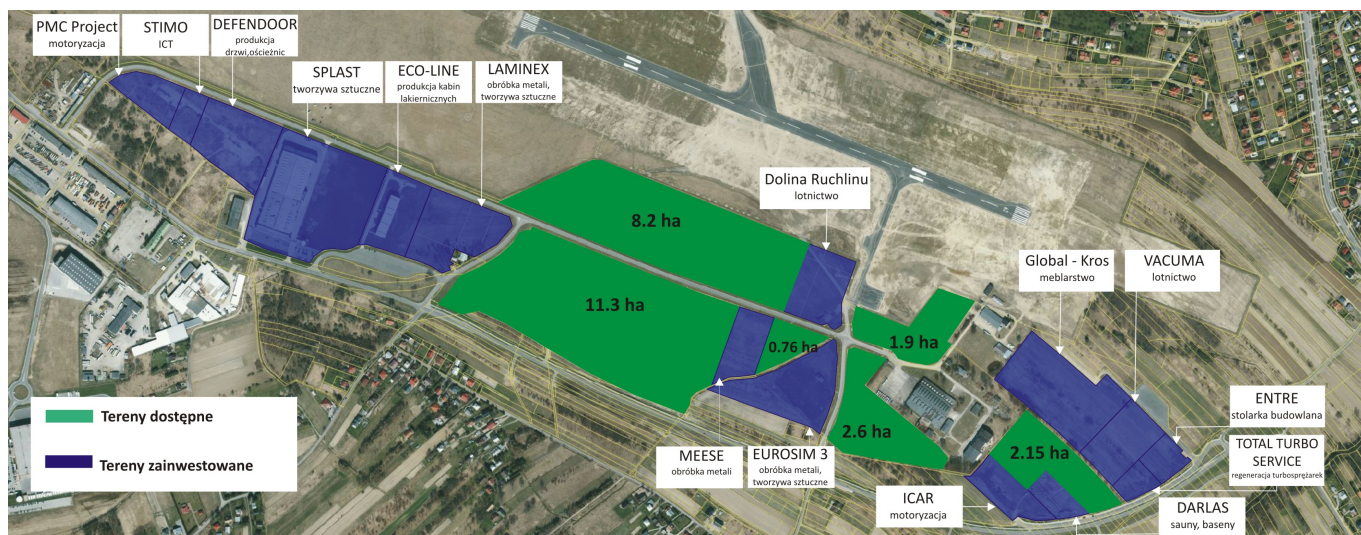 PMC Project
motoryzacja
STIMO
ICT
DEFENDOOR
produkcja
drzwi,ościeżnic
SPLAST
tworzywa sztuczne
ECO-LINE
produkcja kabin
lakierniczych
LAMINEX
obróbka metali,
tworzywa sztuczne
Dolina Ruchlinu
lotnictwo
8.2 ha
Global - Kros
meblarstwo
VACUMA
lotnictwo
11.3 ha
0.76 ha
1.9 ha
ENTRE
stolarka budowlana
Tereny dostępne
2.6 ha
2.15 ha
TOTAL TURBO
SERVICE
regeneracja turbosprężarek
Tereny zainwestowane
MEESE
obróbka metali
EUROSIM 3
obróbka metali,
tworzywa sztuczne
ICAR
motoryzacja
DARLAS
sauny, baseny